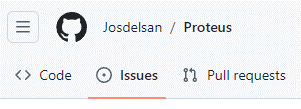 Josdelsan / Proteus
Code Issues Pull requests